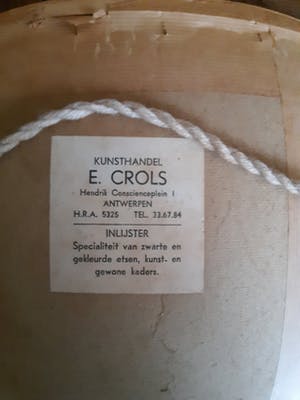 KUNSTHANDEL
E. CROLS
Hendrik Conscienceplein 1
ANTWERPEN
H.R.A. 5325 TEL. 33.67.84
INLIJSTER
Specialiteit van zwarte en
gekleurde etsen, kunst- en
gewone kaders.